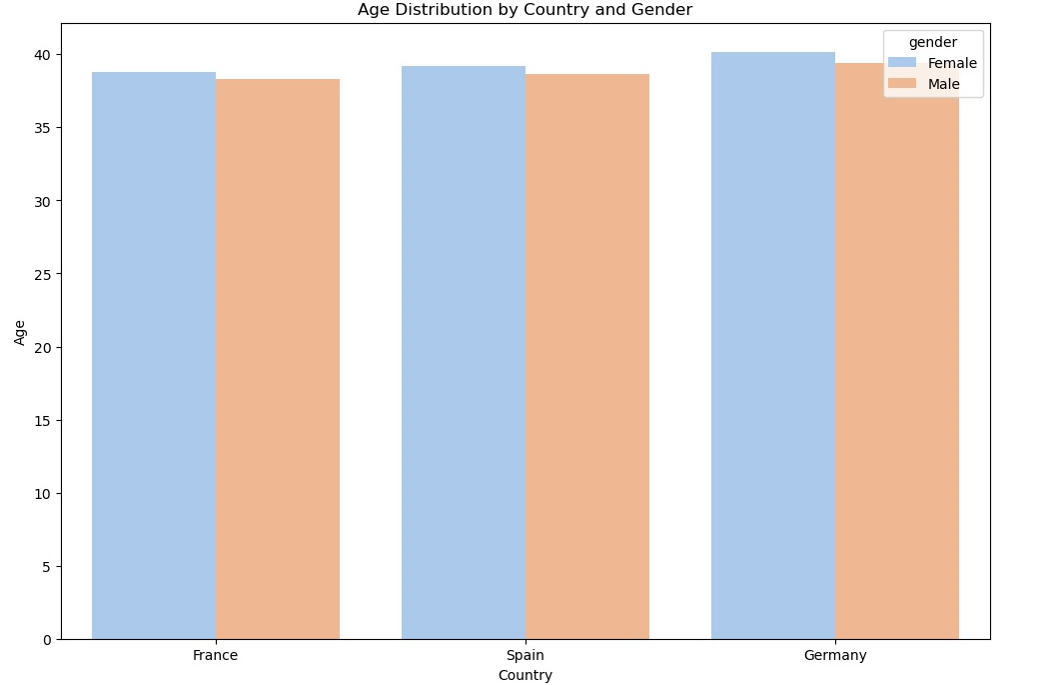 Age Distribution by Country and Gender
gender
Female
Male
Age
40
35
30
25
20
15
10
5
0
France
Spain
Germany
Country